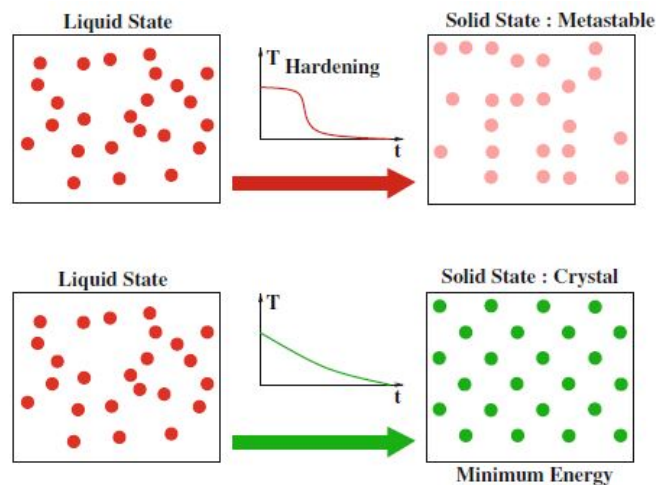 Liquid State
Solid State : Metastable
T
Hardening
t
Liquid State
Solid State : Crystal
T
t
Minimum Energy